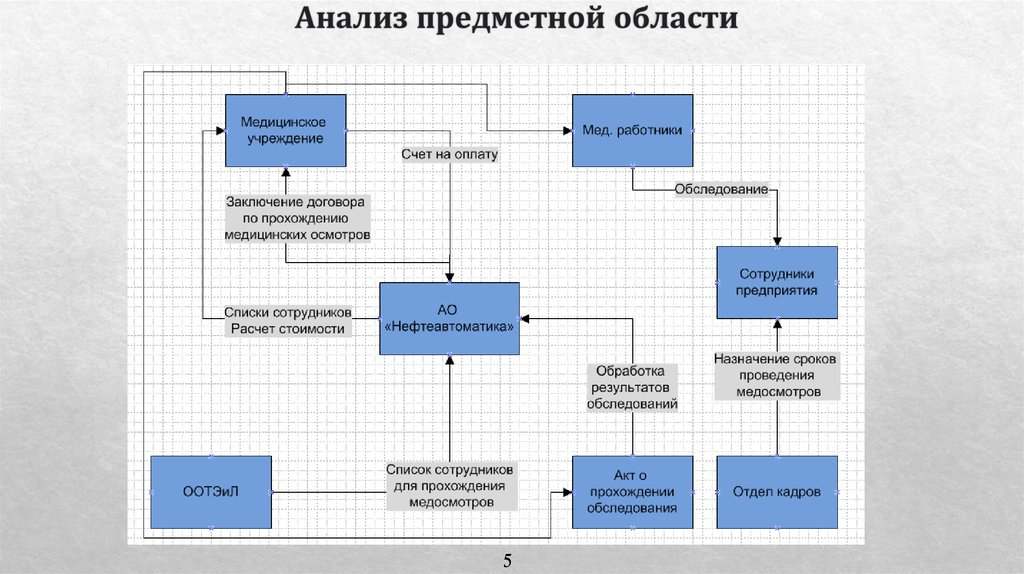 Анализ предметной области
Медицинское
учреждение
Мед. работники
Счет на оплату
Обследование
Заключение договора
по прохождению
медицинских осмотров
Сотрудники
предприятия
Списки сотрудников
Расчет стоимости
АО
«Нефтеавтоматика»
Обработка
результатов
обследований
Назначение сроков
проведения
медосмотров
ООТЭиЛ
Список сотрудников
для прохождения
медосмотров
Акт о
прохождении
обследования
Отдел кадров
5